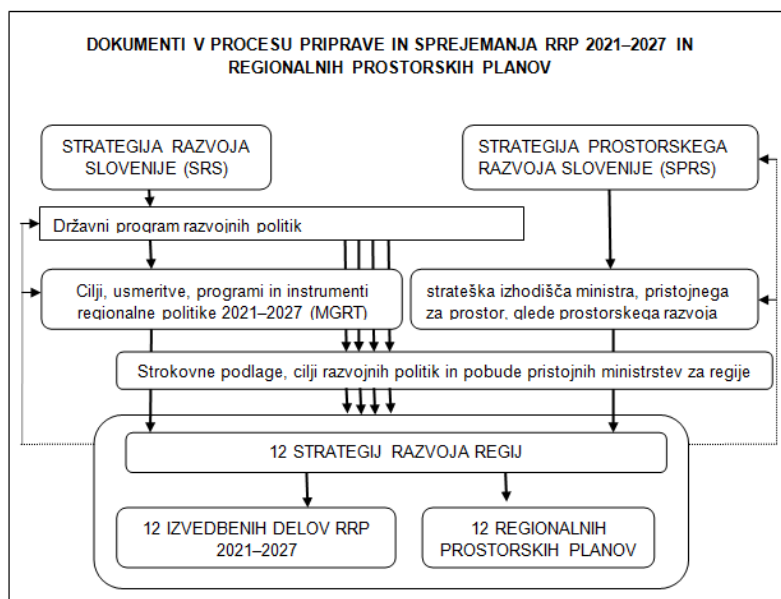 DOKUMENTI V PROCESU PRIPRAVE IN SPREJEMANJA RRP 2021–2027 IN
REGIONALNIH PROSTORSKIH PLANOV
STRATEGIJA RAZVOJA
SLOVENIJE (SRS)
STRATEGIJA PROSTORSKEGA
RAZVOJA SLOVENIJE (SPRS)
Državni program razvojnih politik
Cilji, usmeritve, programi in instrumenti
regionalne politike 2021–2027 (MGRT)
strateška izhodišča ministra, pristojnega
za prostor, glede prostorskega razvoja
Strokovne podlage, cilji razvojnih politik in pobude pristojnih ministrstev za regije
12 STRATEGIJ RAZVOJA REGIJ
12 IZVEDBENIH DELOV RRP
2021–2027
12 REGIONALNIH
PROSTORSKIH PLANOV